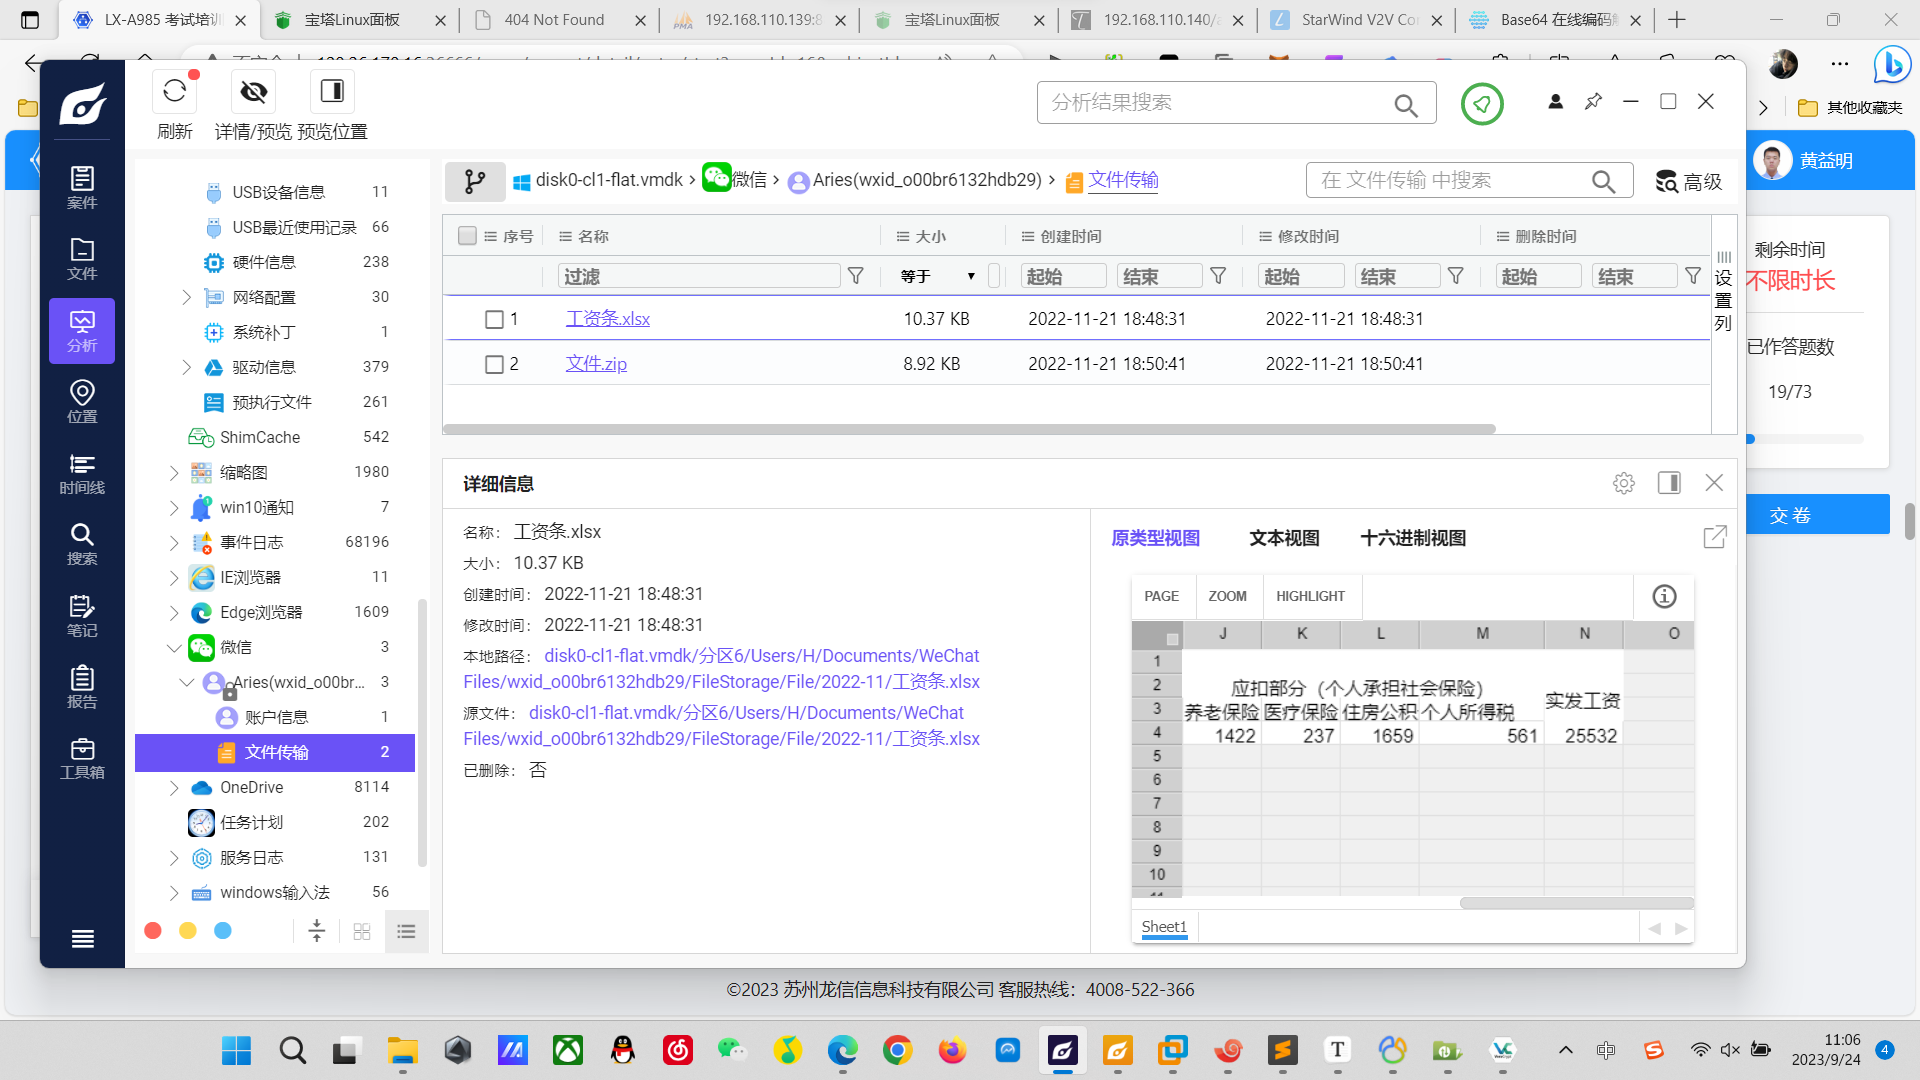 LX-A985 考试培训
宝塔Linux面板
404 Not Found
192.168.110.139:8
宝塔Linux面板
192.168.110.140/a
StarWind V2V Co
Base64 在线编码
其他收藏夹
刷新
详情/预览
预览位置
分析结果搜索
黄益明
剩余时间
不限时长
已作答题数
19/73
交卷
案件
文件
分析
位置
时间线
搜索
笔记
报告
工具箱
USB设备信息 11
USB最近使用记录 66
硬件信息 238
网络配置 30
系统补丁 1
驱动信息 379
预执行文件 261
ShimCache 542
缩略图 1980
win10通知 7
事件日志 68196
IE浏览器 11
Edge浏览器 1609
微信 3
Aries(wxid_o00br... 3
账户信息 1
文件传输 2
OneDrive 8114
任务计划 202
服务日志 131
windows输入法 56
disk0-cl1-flat.vmdk › 微信 › Aries(wxid_o00br6132hdb29) › 文件传输
在 文件传输 中搜索
高级
序号 名称 大小 创建时间 修改时间 删除时间
过滤 等于 起始 结束 起始 结束 起始 结束
1 工资条.xlsx 10.37 KB 2022-11-21 18:48:31 2022-11-21 18:48:31
2 文件.zip 8.92 KB 2022-11-21 18:50:41 2022-11-21 18:50:41
设置列
详细信息
名称： 工资条.xlsx
大小： 10.37 KB
创建时间： 2022-11-21 18:48:31
修改时间： 2022-11-21 18:48:31
本地路径： disk0-cl1-flat.vmdk/分区6/Users/H/Documents/WeChat
Files/wxid_o00br6132hdb29/FileStorage/File/2022-11/工资条.xlsx
源文件： disk0-cl1-flat.vmdk/分区6/Users/H/Documents/WeChat
Files/wxid_o00br6132hdb29/FileStorage/File/2022-11/工资条.xlsx
已删除： 否
原类型视图 文本视图 十六进制视图
PAGE ZOOM HIGHLIGHT
J K L M N O
1
2 应扣部分（个人承担社会保险） 实发工资
3 养老保险 医疗保险 住房公积 个人所得税
4 1422 237 1659 561 25532
5
6
7
8
9
10
11
Sheet1
©2023 苏州龙信信息科技有限公司 客服热线：4008-522-366
中
11:06
2023/9/24
4